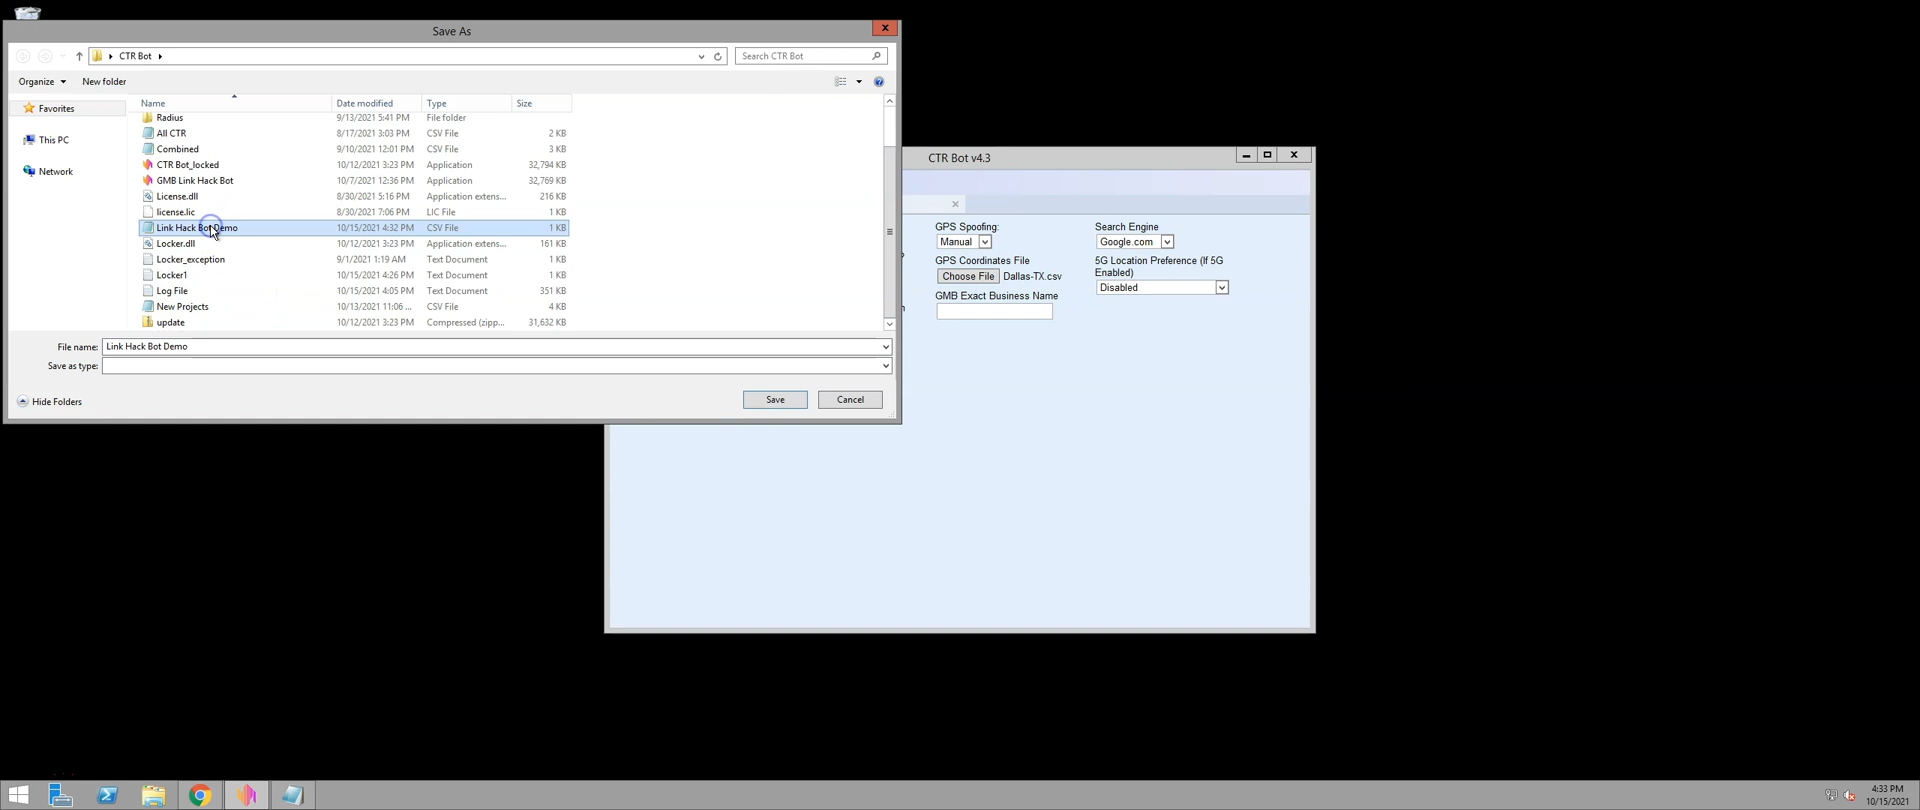 Save As
CTR Bot
Search CTR Bot
Organize
New folder
Favorites
This PC
Network
Name Date modified Type Size
Radius 9/13/2021 5:41 PM File folder
All CTR 8/17/2021 3:03 PM CSV File 2 KB
Combined 9/10/2021 12:01 PM CSV File 3 KB
CTR Bot_locked 10/12/2021 3:23 PM Application 32,794 KB
GMB Link Hack Bot 10/7/2021 12:36 PM Application 32,769 KB
License.dll 8/30/2021 5:16 PM Application extens... 216 KB
license.lic 8/30/2021 7:06 PM LIC File 1 KB
Link Hack Bot Demo 10/15/2021 4:32 PM CSV File 1 KB
Locker.dll 10/12/2021 3:23 PM Application extens... 161 KB
Locker_exception 9/1/2021 1:19 AM Text Document 1 KB
Locker1 10/15/2021 4:26 PM Text Document 1 KB
Log File 10/15/2021 4:05 PM Text Document 351 KB
New Projects 10/13/2021 11:06 ... CSV File 4 KB
update 10/12/2021 3:23 PM Compressed (zipp... 31,632 KB
File name: Link Hack Bot Demo
Save as type:
Hide Folders
Save
Cancel
CTR Bot v4.3
GPS Spoofing:
Manual
GPS Coordinates File
Choose File Dallas-TX.csv
GMB Exact Business Name
Search Engine
Google.com
5G Location Preference (If 5G
Enabled)
Disabled
4:33 PM
10/15/2021